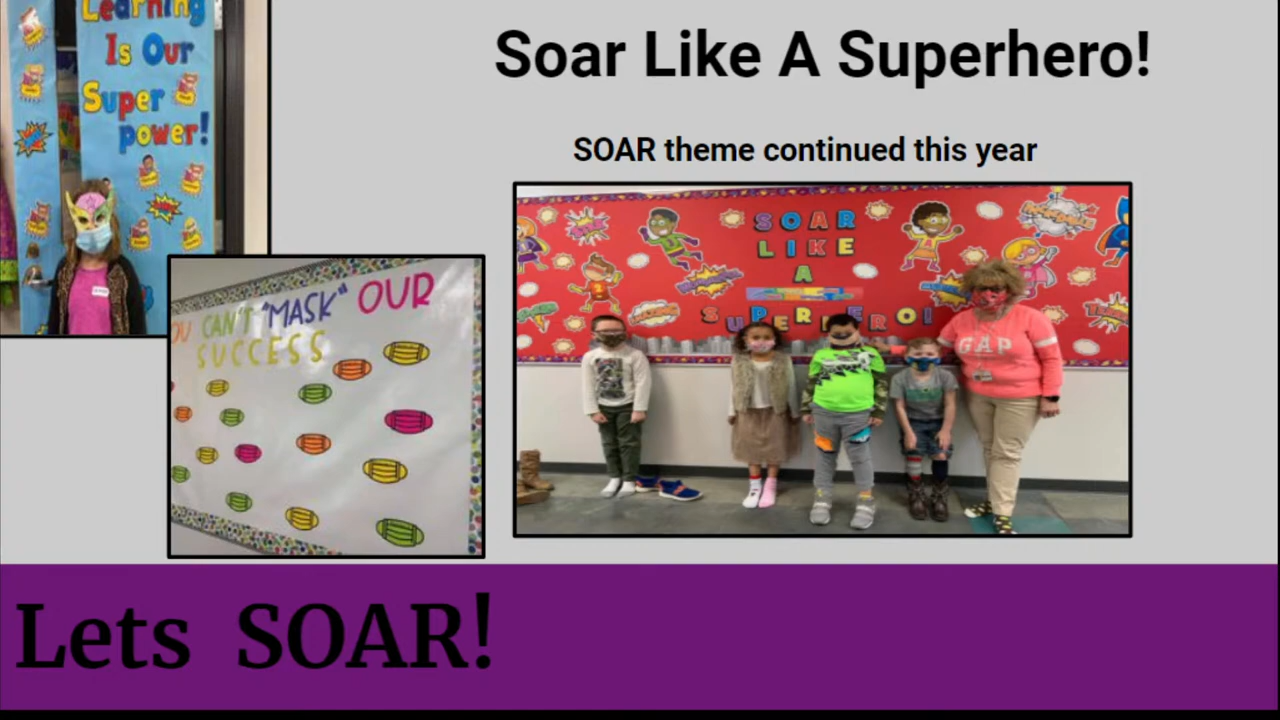 Learning
Is Our
Super
power!
Soar Like A Superhero!
SOAR theme continued this year
CAN'T "MASK" OUR
SUCCESS
SOAR
LIKE
A
SUPERHERO!
GAP
Lets SOAR!